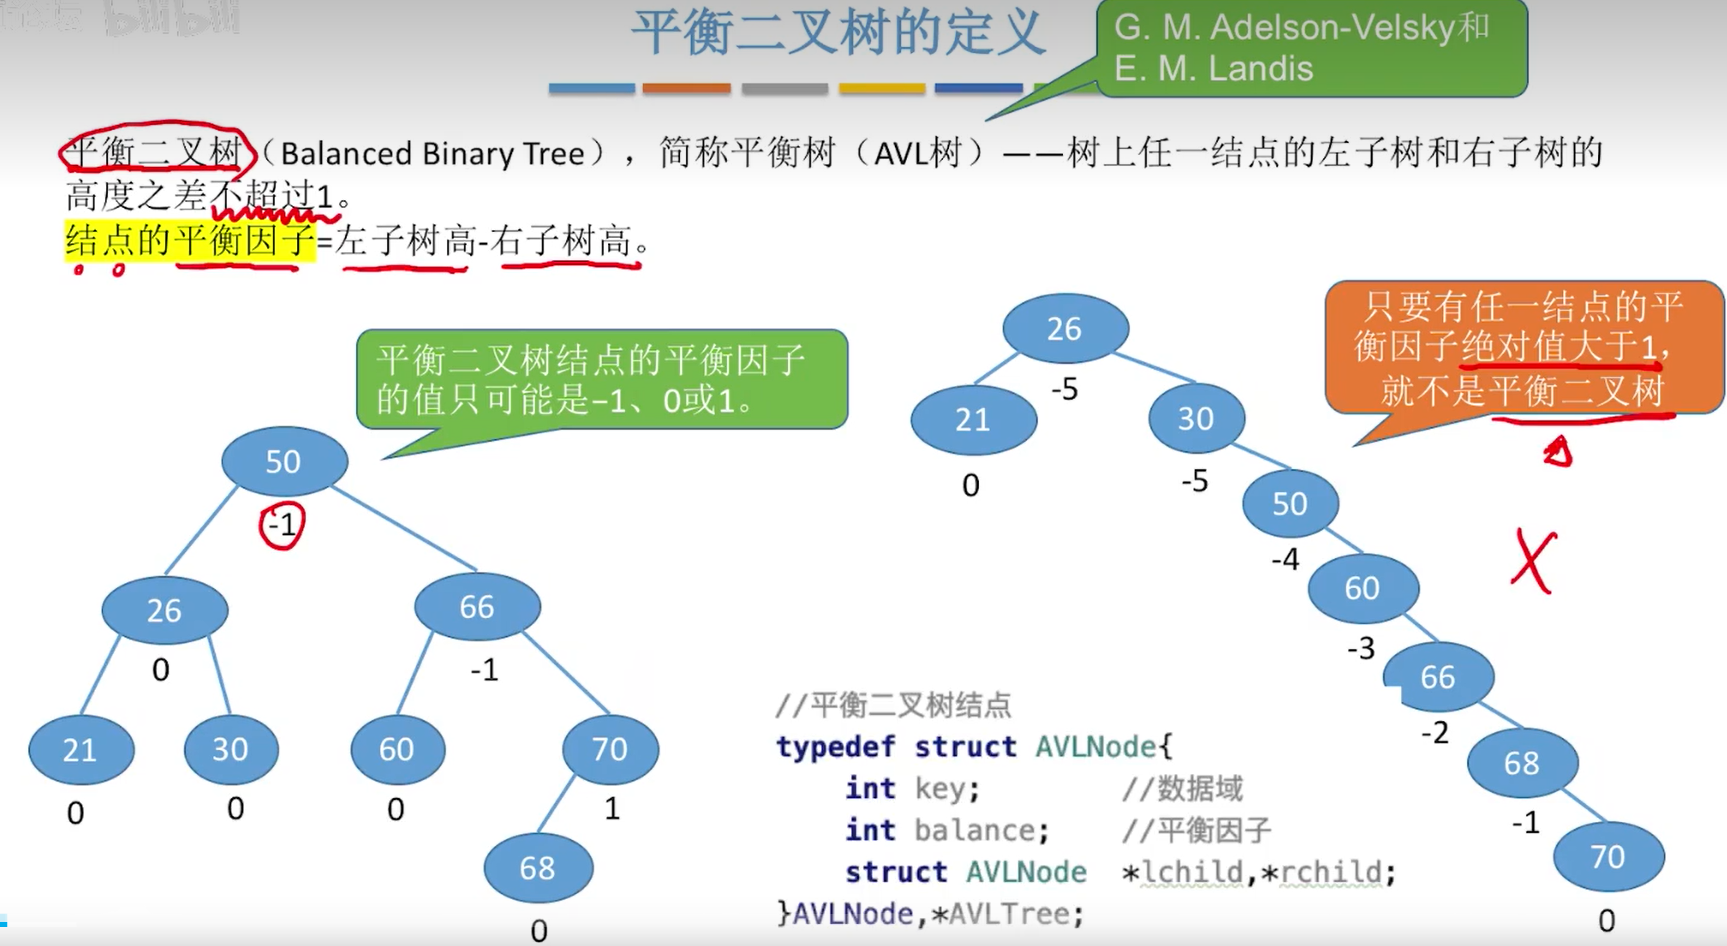 bilibili
平衡二叉树的定义
G. M. Adelson-Velsky和
E. M. Landis
平衡二叉树（Balanced Binary Tree），简称平衡树（AVL树）——树上任一结点的左子树和右子树的
高度之差不超过1。
结点的平衡因子=左子树高-右子树高。
平衡二叉树结点的平衡因子
的值只可能是−1、0或1。
只要有任一结点的平
衡因子绝对值大于1，
就不是平衡二叉树
50
-1
26
66
0
-1
21
30
60
70
0
0
0
1
68
0
26
-5
21
30
0
-5
50
-4
60
-3
66
-2
68
-1
70
0
//平衡二叉树结点
typedef struct AVLNode{
int key; //数据域
int balance; //平衡因子
struct AVLNode *lchild,*rchild;
}AVLNode,*AVLTree;